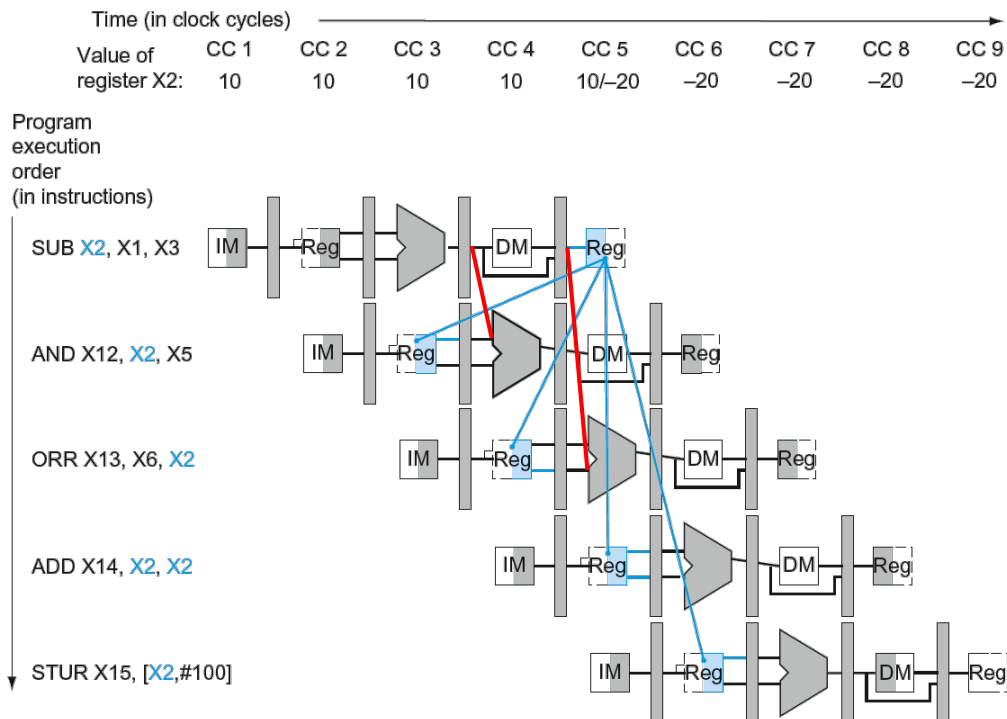 Time (in clock cycles)
Value of register X2:
CC 1 CC 2 CC 3 CC 4 CC 5 CC 6 CC 7 CC 8 CC 9
10 10 10 10 10/–20 –20 –20 –20 –20
Program
execution
order
(in instructions)
SUB X2, X1, X3
IM Reg DM Reg
AND X12, X2, X5
IM Reg DM Reg
ORR X13, X6, X2
IM Reg DM Reg
ADD X14, X2, X2
IM Reg DM Reg
STUR X15, [X2,#100]
IM Reg DM Reg